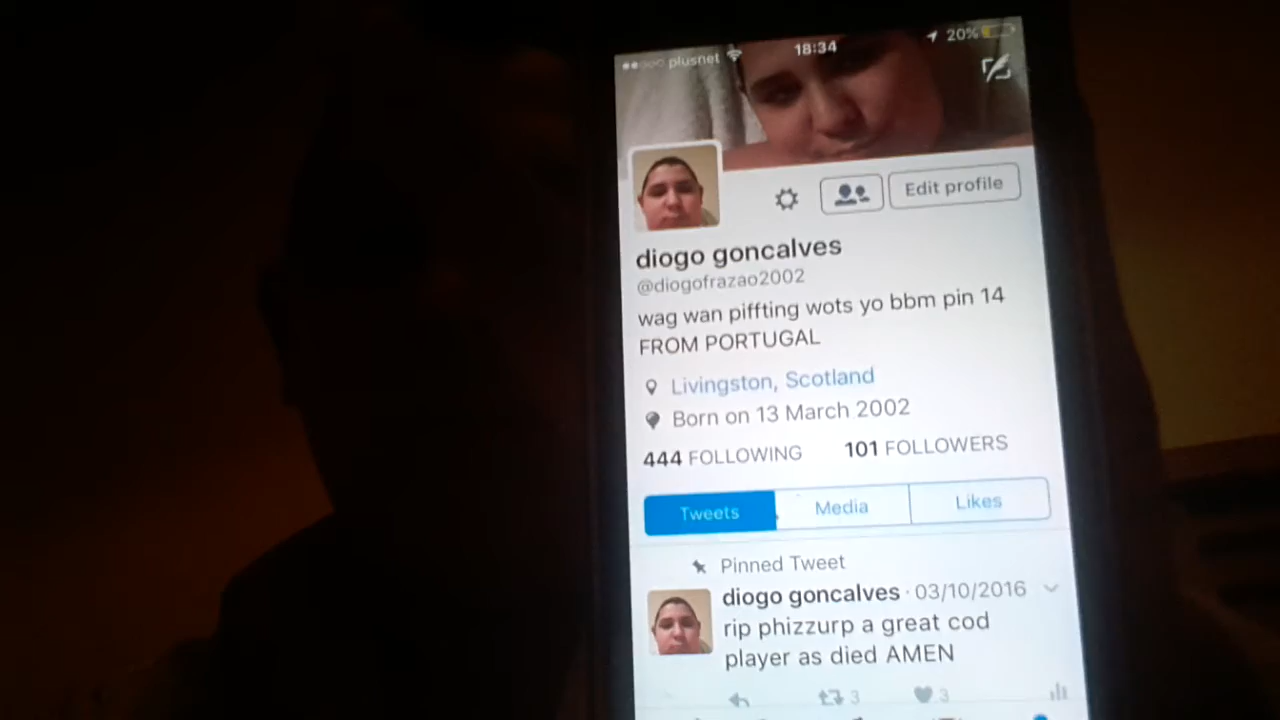 plusnet 18:34 20%
Edit profile
diogo goncalves
@diogofrazao2002
wag wan piffting wots yo bbm pin 14
FROM PORTUGAL
Livingston, Scotland
Born on 13 March 2002
444 FOLLOWING 101 FOLLOWERS
Tweets Media Likes
Pinned Tweet
diogo goncalves · 03/10/2016
rip phizzurp a great cod
player as died AMEN
3 3